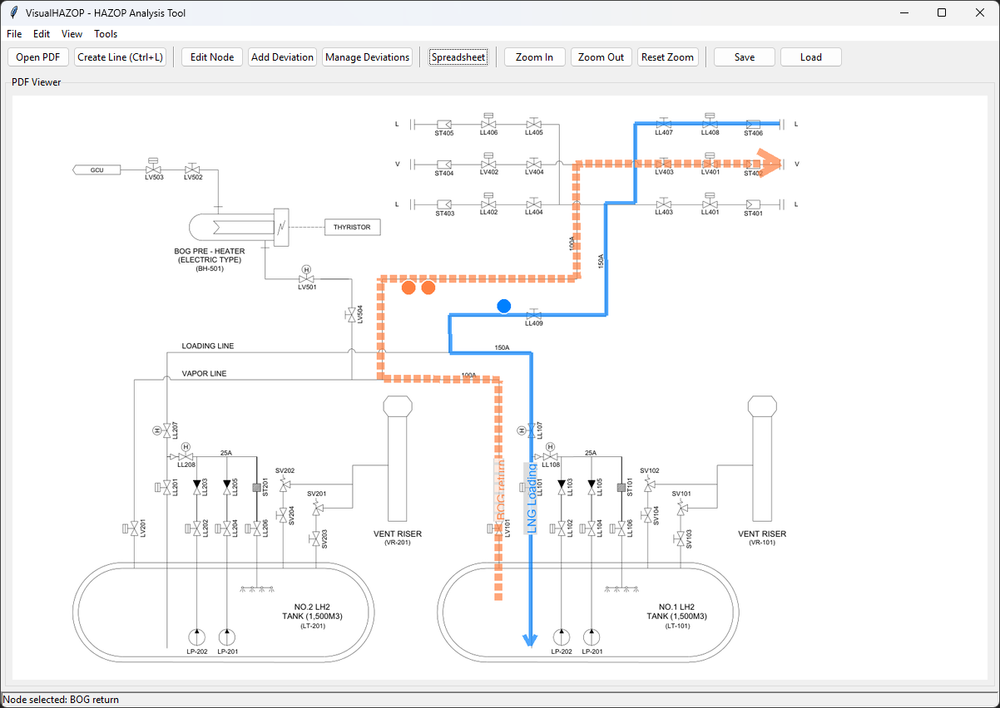 VisualHAZOP - HAZOP Analysis Tool
File Edit View Tools
Open PDF Create Line (Ctrl+L) Edit Node Add Deviation Manage Deviations Spreadsheet Zoom In Zoom Out Reset Zoom Save Load
PDF Viewer
L ST405 LL406 LL405 LL407 LL408 ST406 L
V ST404 LV402 LV404 LV403 LV401 ST402 V
L ST403 LL402 LL404 LL403 LL401 ST401 L
GCU LV503 LV502
THYRISTOR
BOG PRE - HEATER
(ELECTRIC TYPE)
(BH-501)
100A
150A
H
LV501
LV504
LL409
LOADING LINE
150A
VAPOR LINE
100A
H LL207
H
LL208
25A
LL201
LL203
LL205
ST201
SV202
SV201
LV201
LL202
LL204
LL206
SV204
SV203
VENT RISER
(VR-201)
NO.2 LH2
TANK (1,500M3)
(LT-201)
LP-202 LP-201
H LL107
H
LL108
25A
BOG return
LNG Loading
LL101
LL103
LL105
ST101
SV102
SV101
LV101
LL102
LL104
LL106
SV104
SV103
VENT RISER
(VR-101)
NO.1 LH2
TANK (1,500M3)
(LT-101)
LP-202 LP-201
Node selected: BOG return